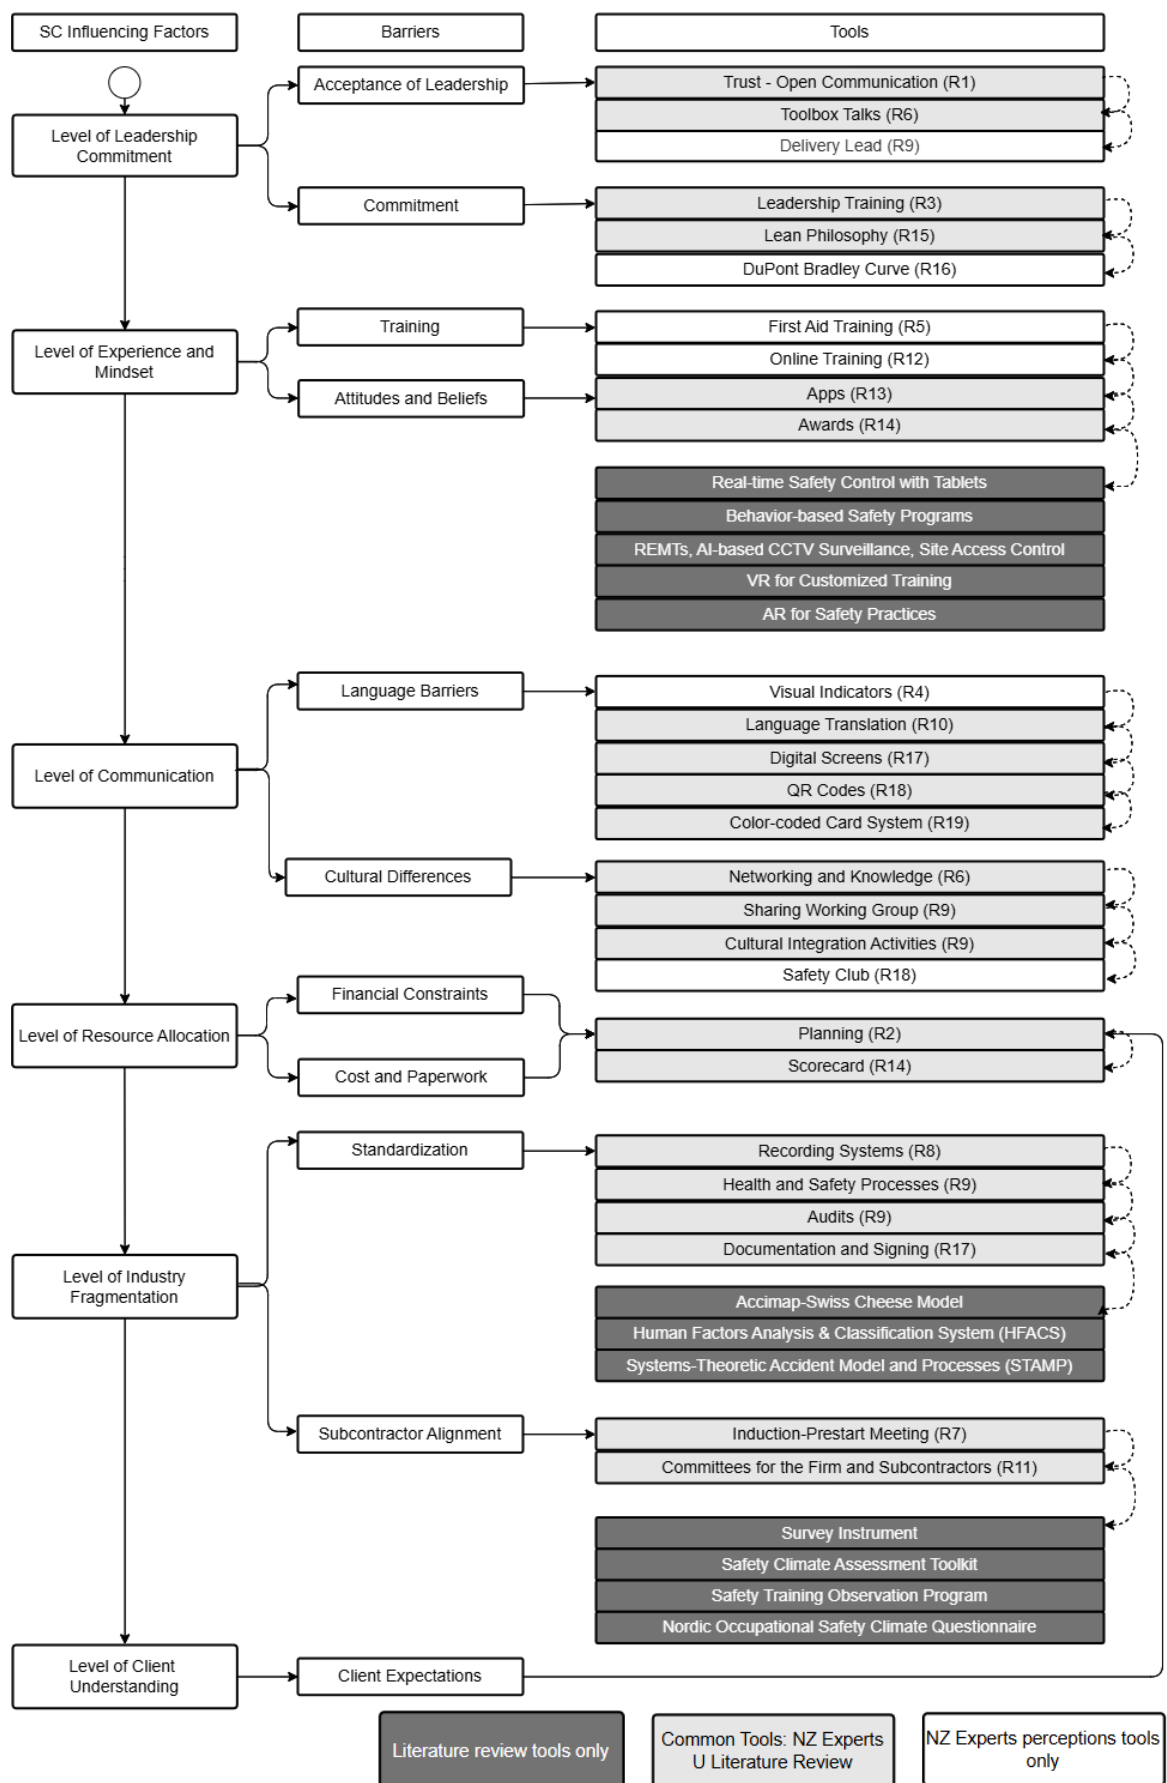 SC Influencing Factors
Barriers
Tools
Level of Leadership
Commitment
Acceptance of Leadership
Trust - Open Communication (R1)
Toolbox Talks (R6)
Delivery Lead (R9)
Commitment
Leadership Training (R3)
Lean Philosophy (R15)
DuPont Bradley Curve (R16)
Level of Experience and
Mindset
Training
First Aid Training (R5)
Online Training (R12)
Attitudes and Beliefs
Apps (R13)
Awards (R14)
Real-time Safety Control with Tablets
Behavior-based Safety Programs
REMTs, AI-based CCTV Surveillance, Site Access Control
VR for Customized Training
AR for Safety Practices
Level of Communication
Language Barriers
Visual Indicators (R4)
Language Translation (R10)
Digital Screens (R17)
QR Codes (R18)
Color-coded Card System (R19)
Cultural Differences
Networking and Knowledge (R6)
Sharing Working Group (R9)
Cultural Integration Activities (R9)
Safety Club (R18)
Level of Resource Allocation
Financial Constraints
Cost and Paperwork
Planning (R2)
Scorecard (R14)
Level of Industry
Fragmentation
Standardization
Recording Systems (R8)
Health and Safety Processes (R9)
Audits (R9)
Documentation and Signing (R17)
Accimap-Swiss Cheese Model
Human Factors Analysis & Classification System (HFACS)
Systems-Theoretic Accident Model and Processes (STAMP)
Subcontractor Alignment
Induction-Prestart Meeting (R7)
Committees for the Firm and Subcontractors (R11)
Survey Instrument
Safety Climate Assessment Toolkit
Safety Training Observation Program
Nordic Occupational Safety Climate Questionnaire
Level of Client
Understanding
Client Expectations
Literature review tools only
Common Tools: NZ Experts
U Literature Review
NZ Experts perceptions tools
only